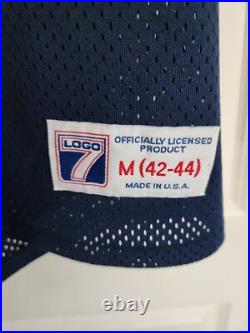 LOGO
7
OFFICIALLY LICENSED
PRODUCT
M (42-44)
MADE IN U.S.A.